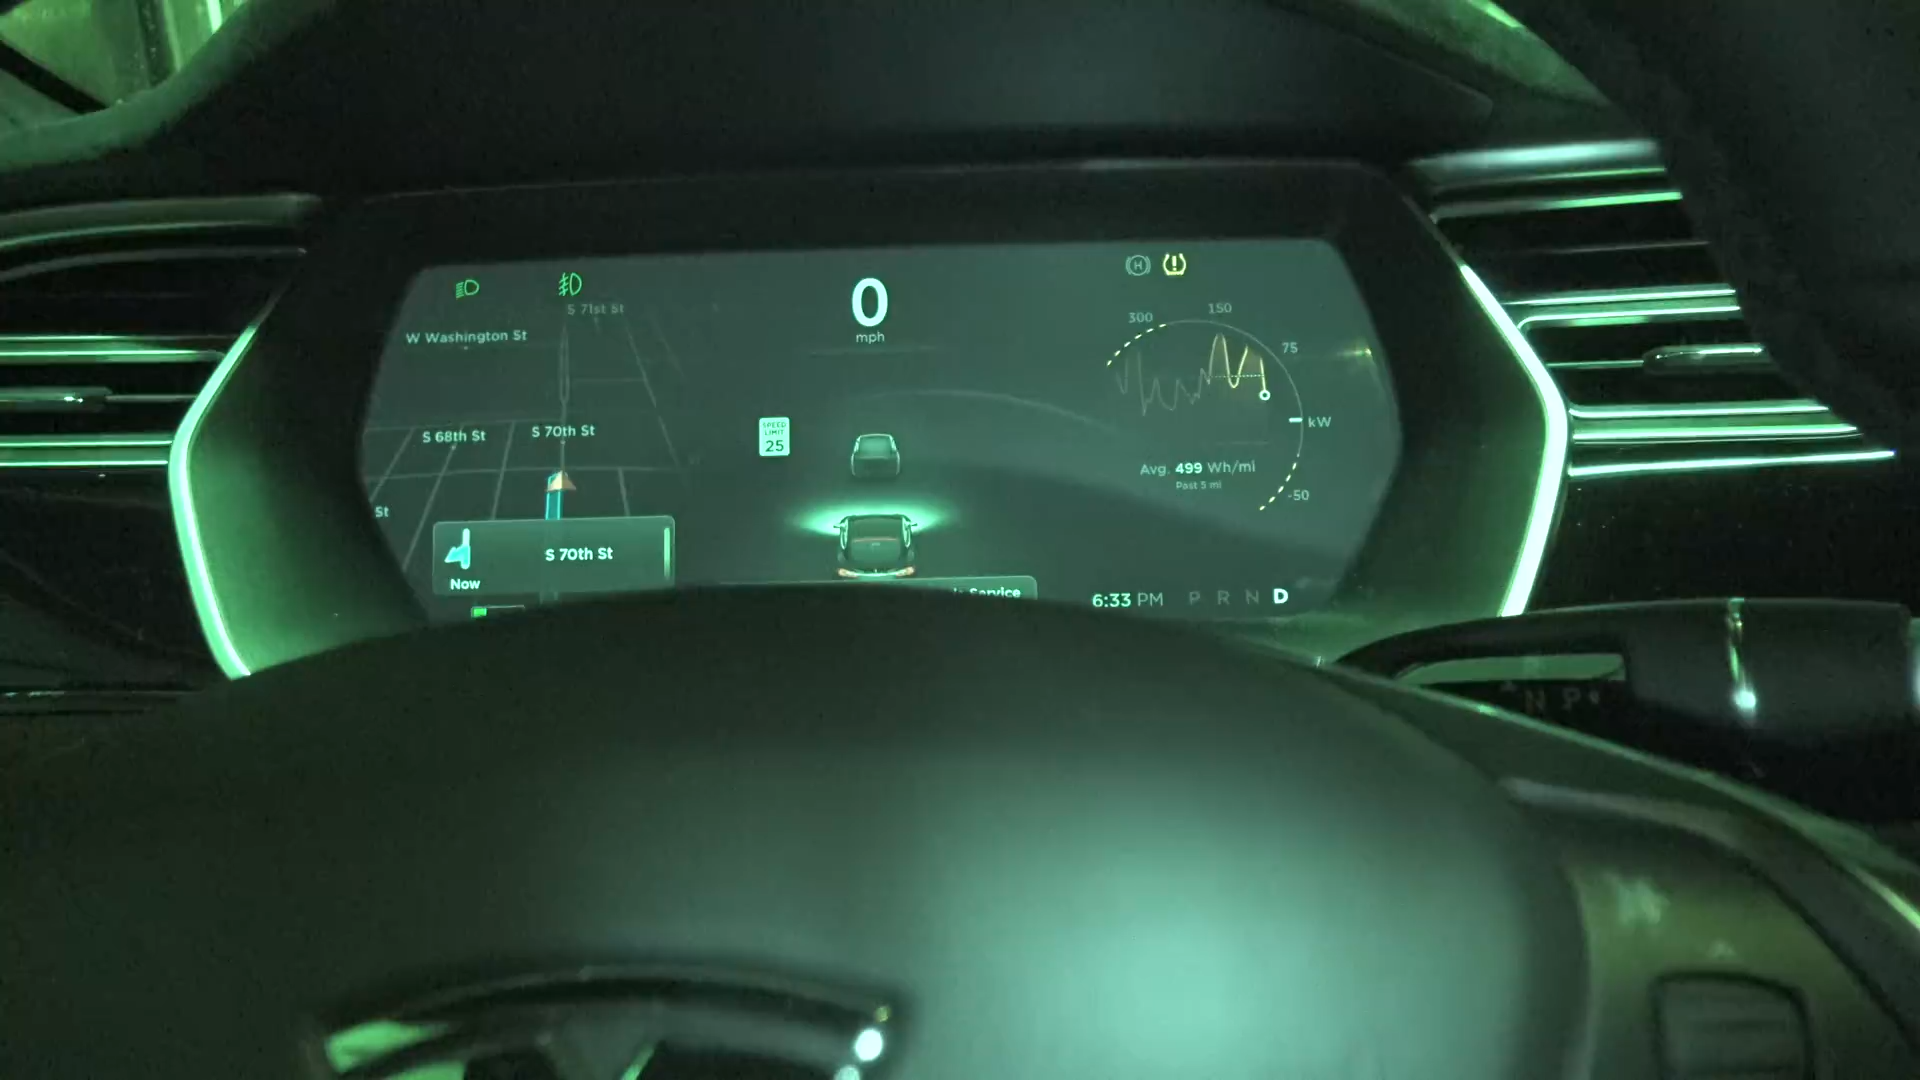 S 71st St
W Washington St
S 68th St
S 70th St
St
S 70th St
Now
0
mph
SPEED
LIMIT
25
Service
H
300
150
75
kW
-50
Avg. 499 Wh/mi
Past 5 mi
6:33 PM
P R N D
N P